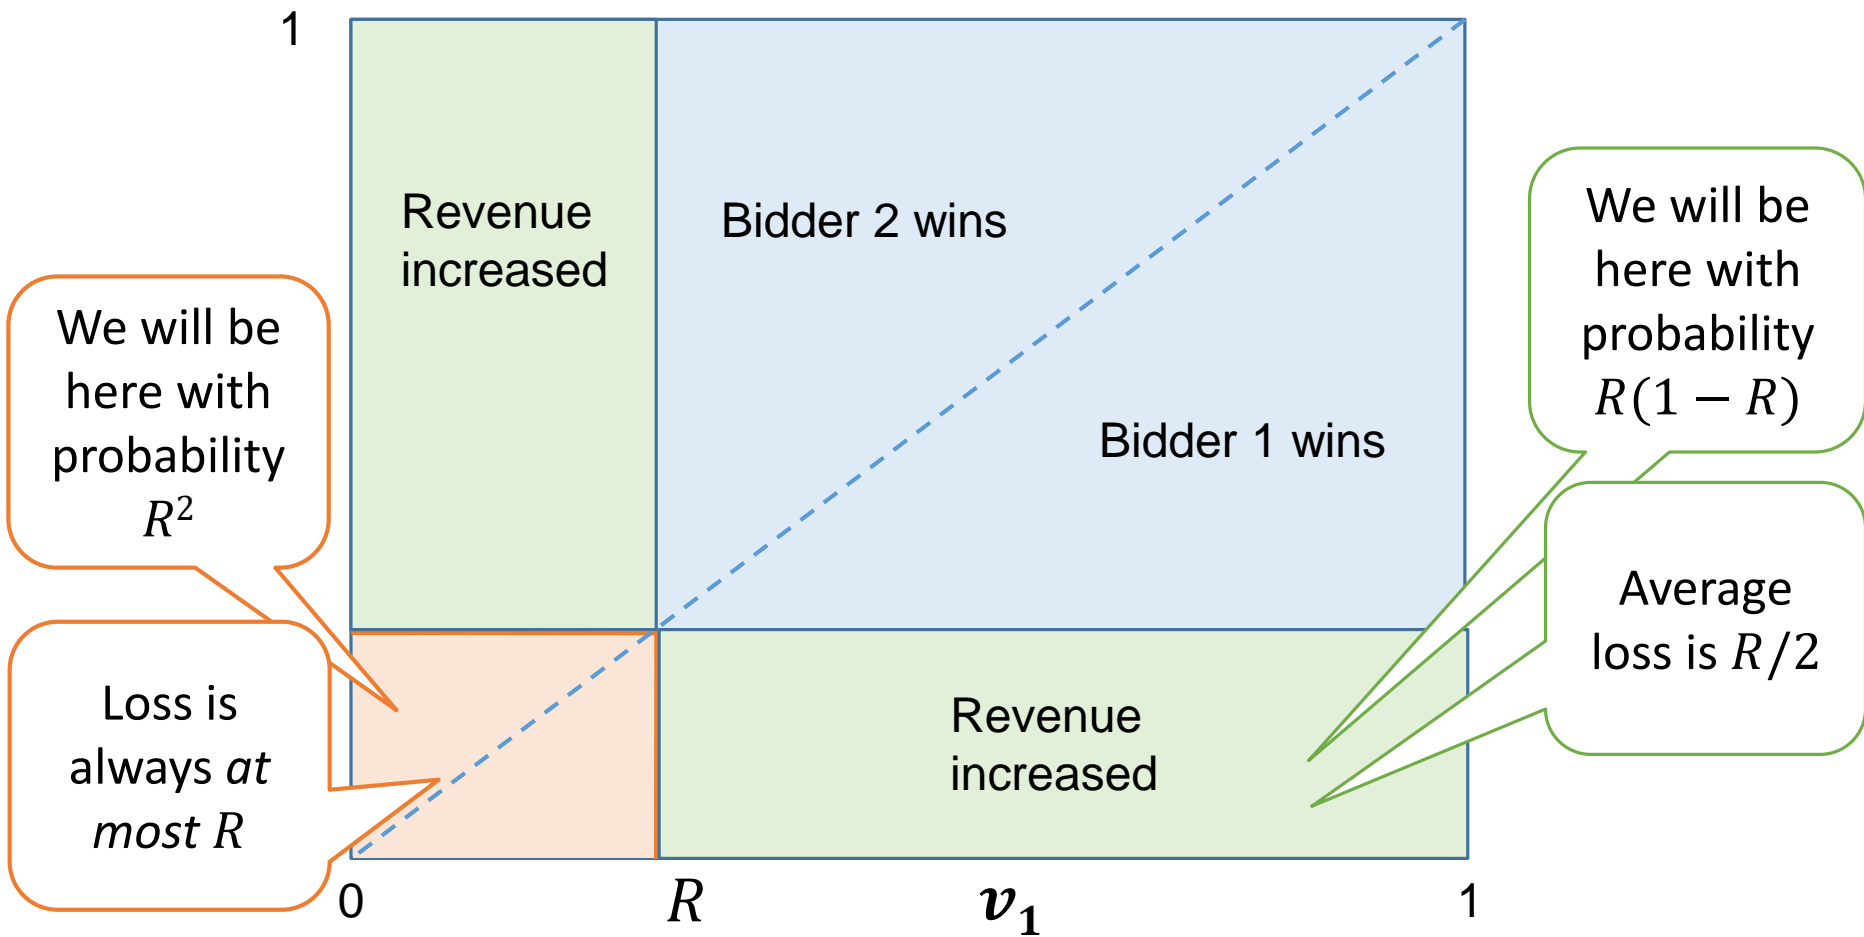 1
Revenue
increased
Bidder 2 wins
Bidder 1 wins
We will be
here with
probability
R(1 − R)
We will be
here with
probability
R²
Average
loss is R/2
Loss is
always at
most R
Revenue
increased
0
R
v₁
1